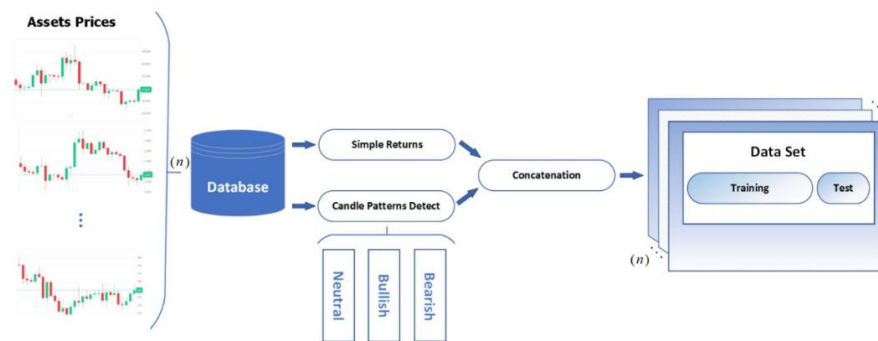 Assets Prices
(n)
Database
Simple Returns
Candle Patterns Detect
Neutral
Bullish
Bearish
Concatenation
Data Set
Training
Test
(n)